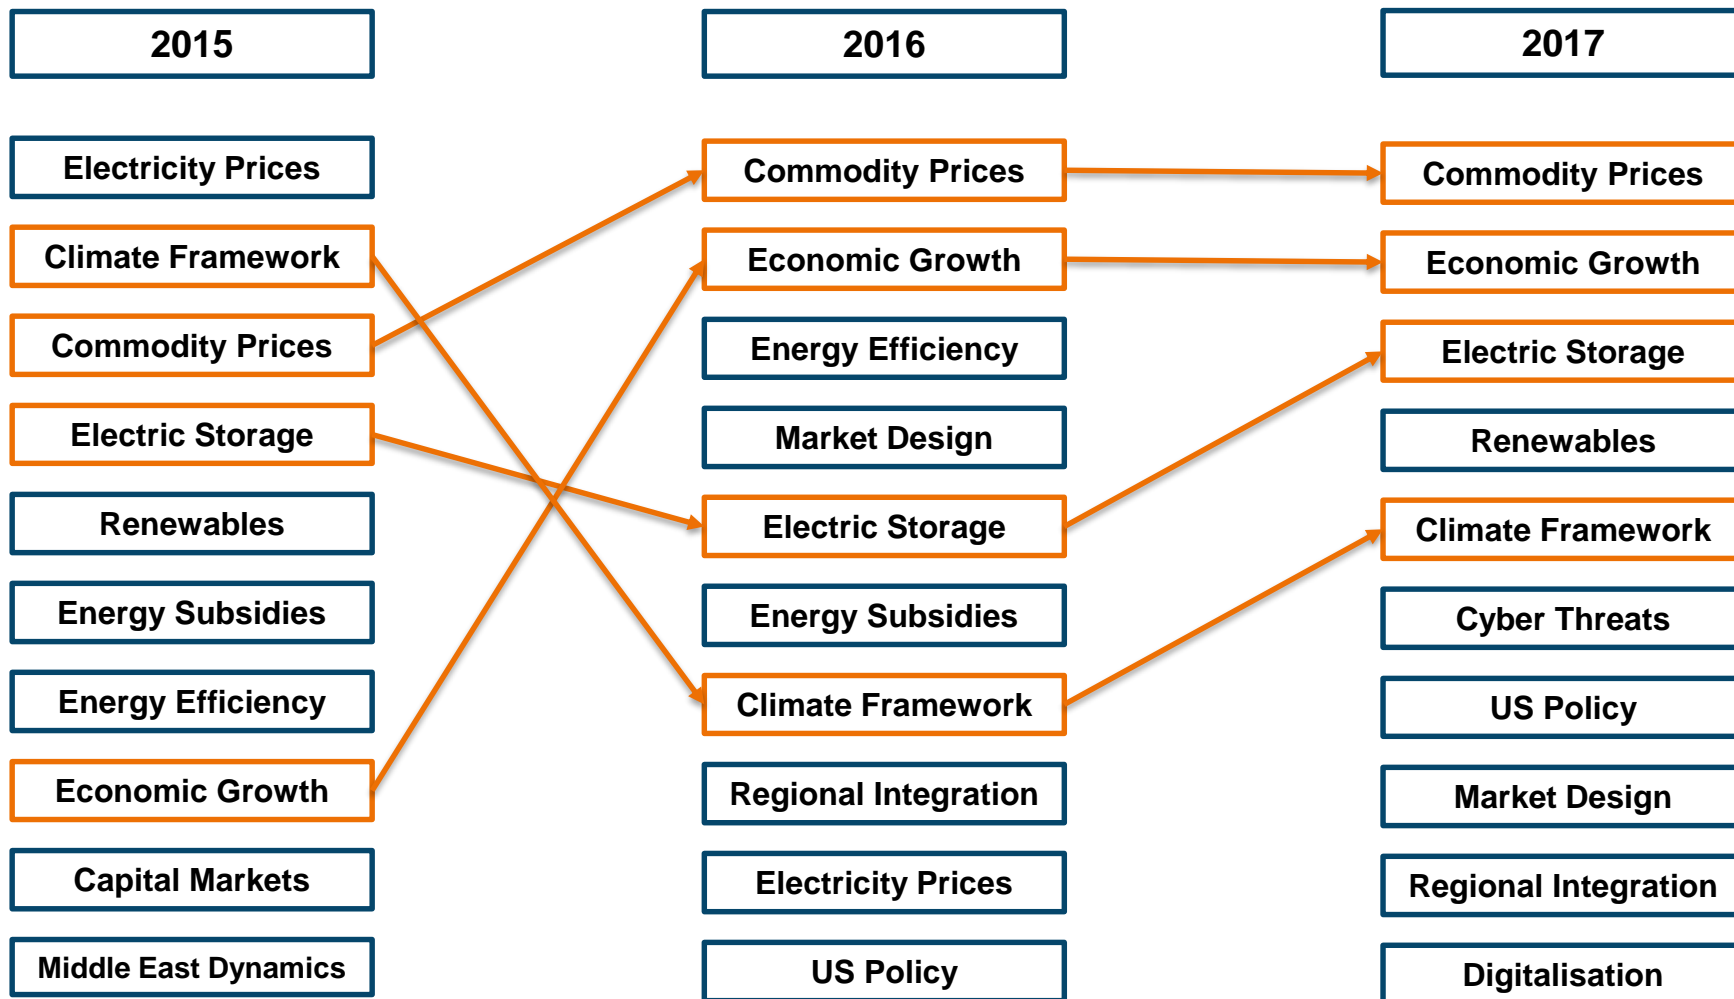 2015
2016
2017
Electricity Prices
Commodity Prices
Commodity Prices
Climate Framework
Economic Growth
Economic Growth
Commodity Prices
Energy Efficiency
Electric Storage
Electric Storage
Market Design
Renewables
Renewables
Electric Storage
Climate Framework
Energy Subsidies
Energy Subsidies
Cyber Threats
Energy Efficiency
Climate Framework
US Policy
Economic Growth
Regional Integration
Market Design
Capital Markets
Electricity Prices
Regional Integration
Middle East Dynamics
US Policy
Digitalisation